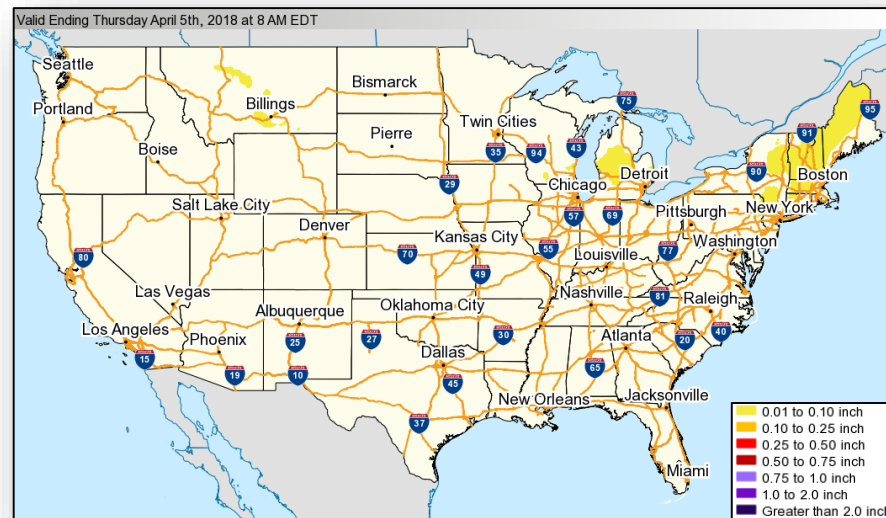 Valid Ending Thursday April 5th, 2018 at 8 AM EDT
Seattle
Portland
Billings
Bismarck
Pierre
Twin Cities
Boise
Salt Lake City
Denver
Kansas City
Chicago
Detroit
Boston
New York
Pittsburgh
Washington
Louisville
Las Vegas
Los Angeles
Phoenix
Albuquerque
Oklahoma City
Nashville
Raleigh
Atlanta
Dallas
New Orleans
Jacksonville
Miami
75
95
91
90
35
94
43
29
57
69
80
70
55
77
49
81
15
25
27
30
20
40
19
10
45
65
37
0.01 to 0.10 inch
0.10 to 0.25 inch
0.25 to 0.50 inch
0.50 to 0.75 inch
0.75 to 1.0 inch
1.0 to 2.0 inch
Greater than 2.0 inch